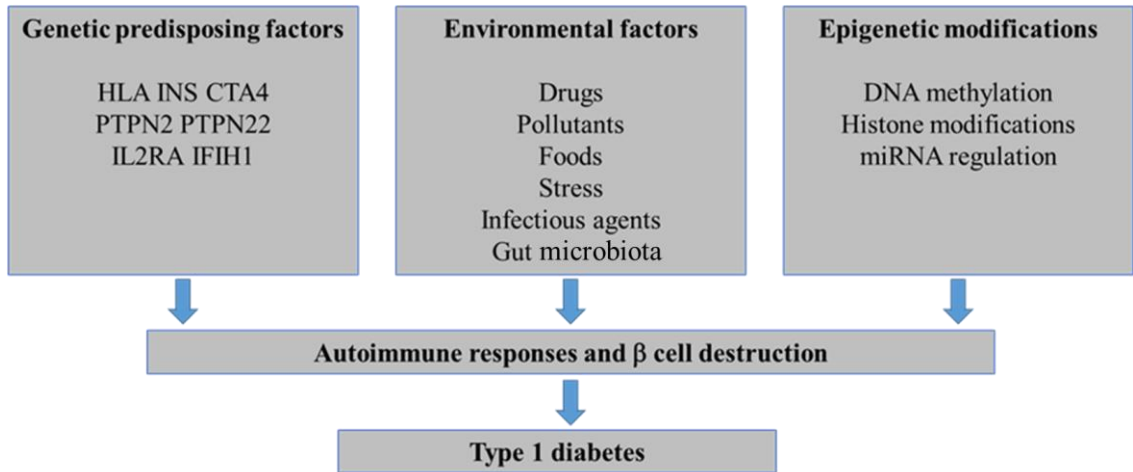 Genetic predisposing factors
HLA INS CTA4
PTPN2 PTPN22
IL2RA IFIH1
Environmental factors
Drugs
Pollutants
Foods
Stress
Infectious agents
Gut microbiota
Epigenetic modifications
DNA methylation
Histone modifications
miRNA regulation
Autoimmune responses and β cell destruction
Type 1 diabetes